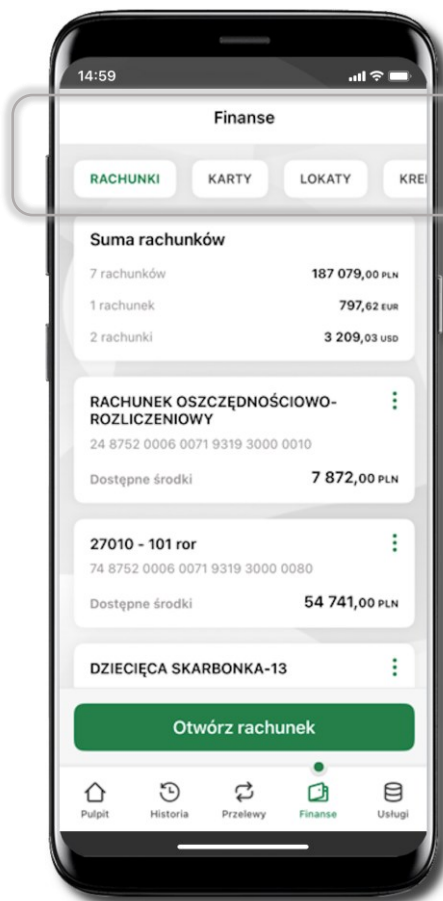 14:59
Finanse
RACHUNKI KARTY LOKATY KRE
Suma rachunków
7 rachunków 187 079,00 PLN
1 rachunek 797,62 EUR
2 rachunki 3 209,03 USD
RACHUNEK OSZCZĘDNOŚCIOWO-
ROZLICZENIOWY
24 8752 0006 0071 9319 3000 0010
Dostępne środki 7 872,00 PLN
27010 - 101 ror
74 8752 0006 0071 9319 3000 0080
Dostępne środki 54 741,00 PLN
DZIECIĘCA SKARBONKA-13
Otwórz rachunek
Pulpit Historia Przelewy Finanse Usługi